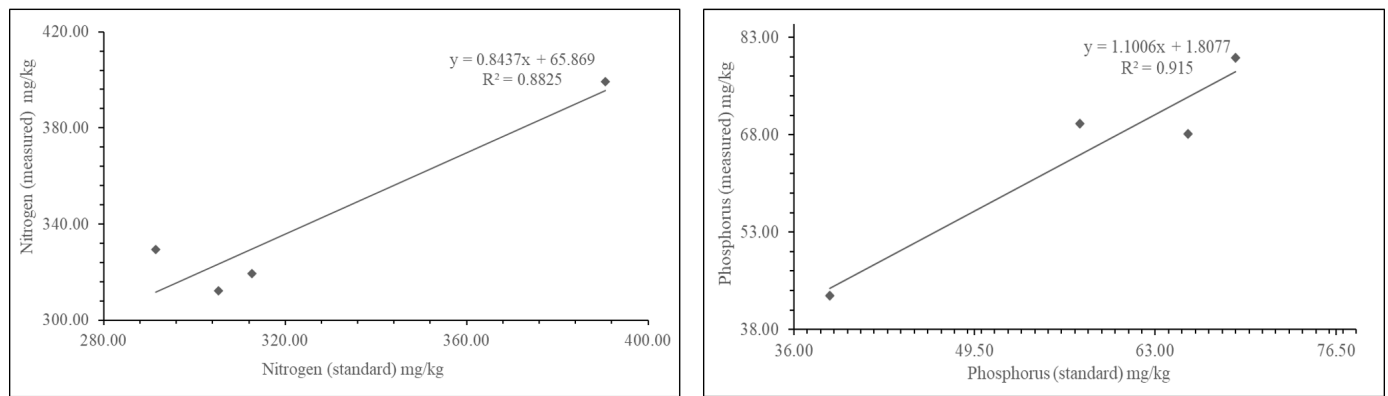 420.00
380.00
340.00
300.00
Nitrogen (measured) mg/kg
y = 0.8437x + 65.869
R² = 0.8825
280.00 320.00 360.00 400.00
Nitrogen (standard) mg/kg
83.00
68.00
53.00
38.00
Phosphorus (measured) mg/kg
y = 1.1006x + 1.8077
R² = 0.915
36.00 49.50 63.00 76.50
Phosphorus (standard) mg/kg